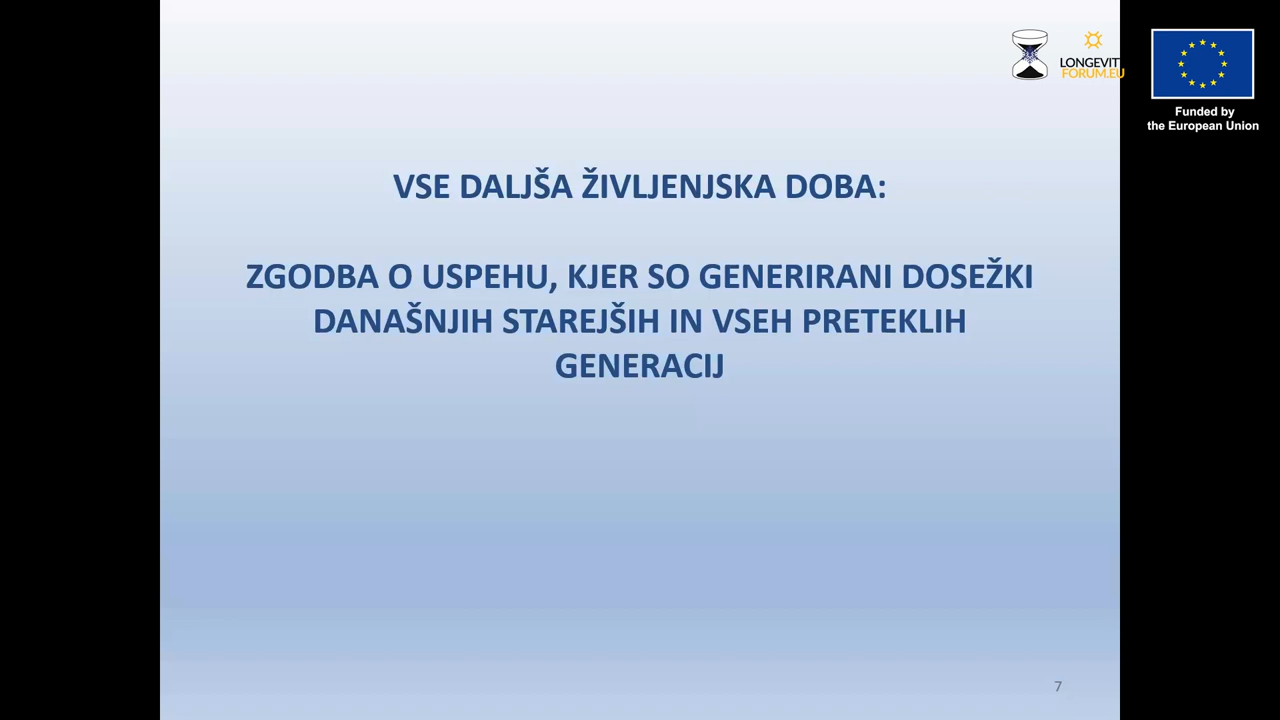 LONGEVIT
FORUM.EU
Funded by
the European Union
VSE DALJŠA ŽIVLJENJSKA DOBA:
ZGODBA O USPEHU, KJER SO GENERIRANI DOSEŽKI
DANAŠNJIH STAREJŠIH IN VSEH PRETEKLIH
GENERACIJ
7